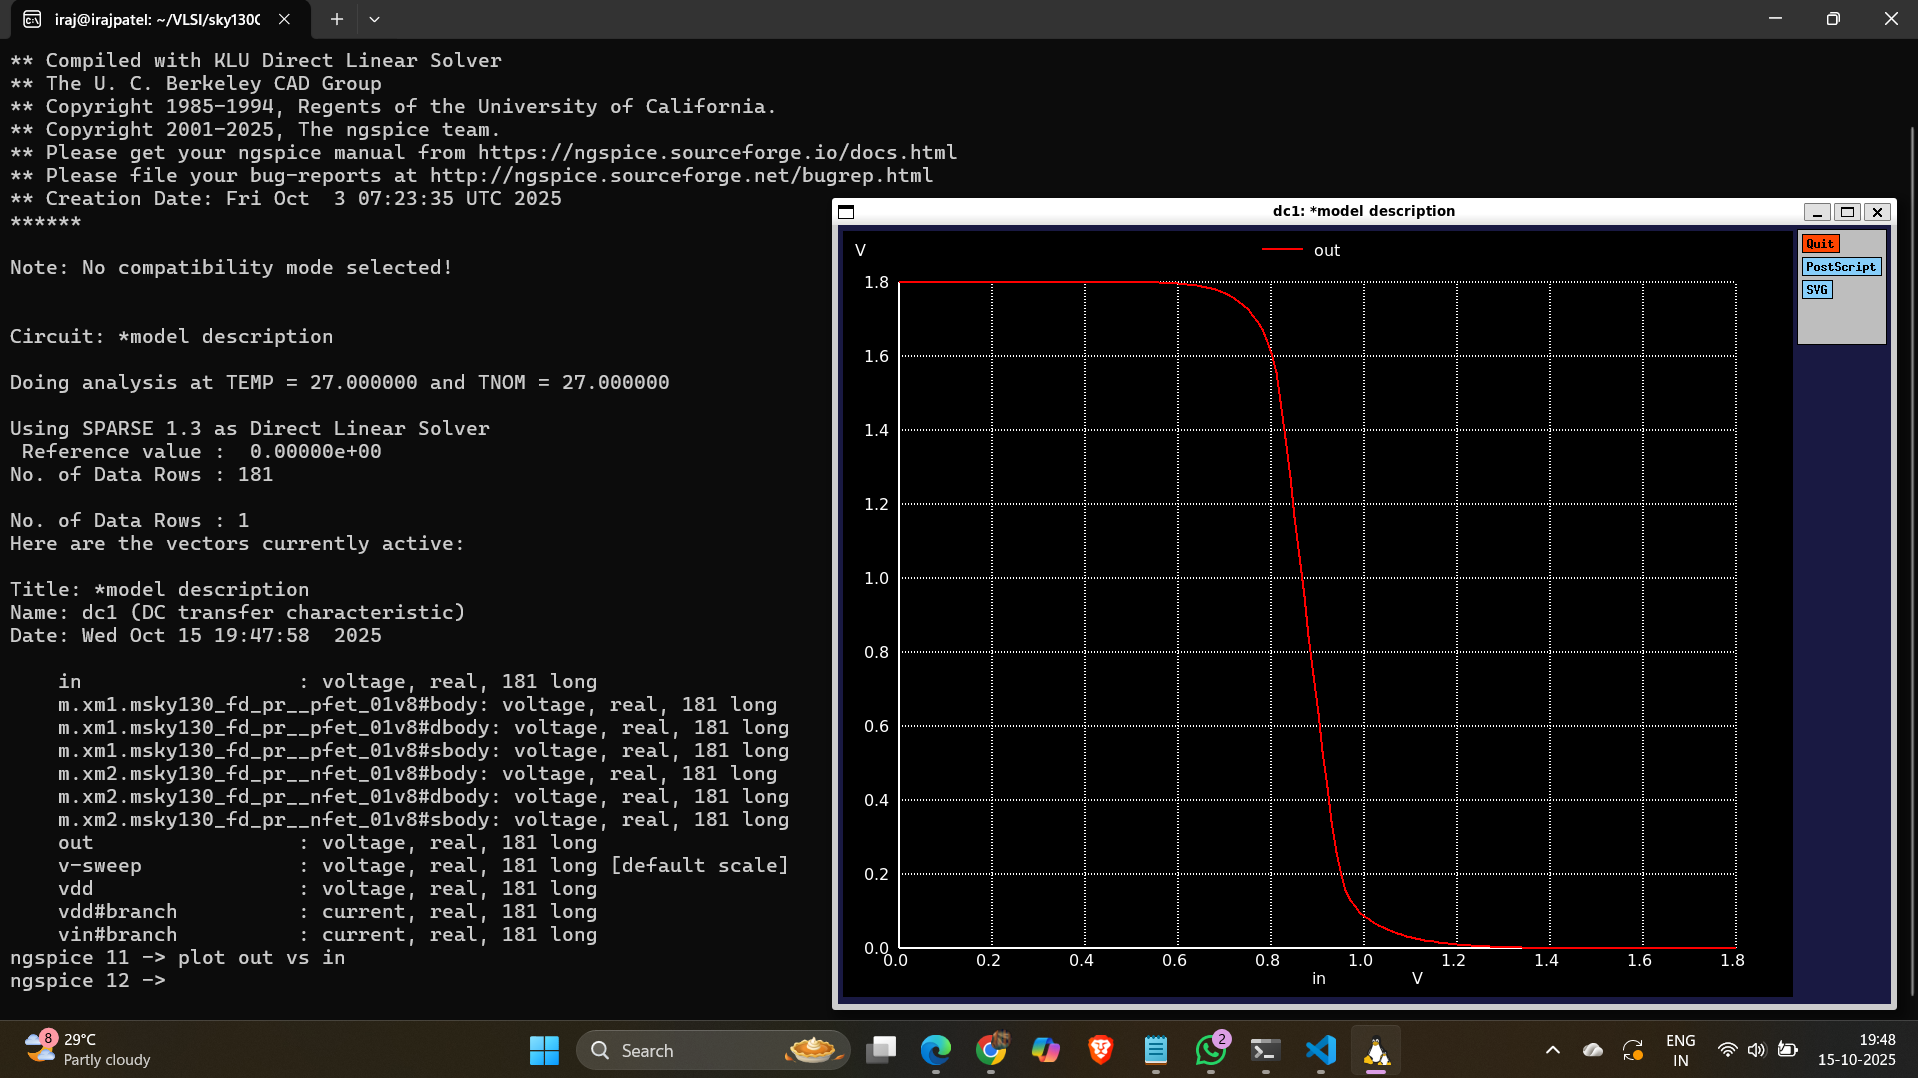 iraj@irajpatel: ~/VLSI/sky130C
** Compiled with KLU Direct Linear Solver
** The U. C. Berkeley CAD Group
** Copyright 1985-1994, Regents of the University of California.
** Copyright 2001-2025, The ngspice team.
** Please get your ngspice manual from https://ngspice.sourceforge.io/docs.html
** Please file your bug-reports at http://ngspice.sourceforge.net/bugrep.html
** Creation Date: Fri Oct  3 07:23:35 UTC 2025
******
Note: No compatibility mode selected!
Circuit: *model description
Doing analysis at TEMP = 27.000000 and TNOM = 27.000000
Using SPARSE 1.3 as Direct Linear Solver
Reference value :  0.00000e+00
No. of Data Rows : 181
No. of Data Rows : 1
Here are the vectors currently active:
Title: *model description
Name: dc1 (DC transfer characteristic)
Date: Wed Oct 15 19:47:58  2025
in : voltage, real, 181 long
m.xm1.msky130_fd_pr__pfet_01v8#body: voltage, real, 181 long
m.xm1.msky130_fd_pr__pfet_01v8#dbody: voltage, real, 181 long
m.xm1.msky130_fd_pr__pfet_01v8#sbody: voltage, real, 181 long
m.xm2.msky130_fd_pr__nfet_01v8#body: voltage, real, 181 long
m.xm2.msky130_fd_pr__nfet_01v8#dbody: voltage, real, 181 long
m.xm2.msky130_fd_pr__nfet_01v8#sbody: voltage, real, 181 long
out : voltage, real, 181 long
v-sweep : voltage, real, 181 long [default scale]
vdd : voltage, real, 181 long
vdd#branch : current, real, 181 long
vin#branch : current, real, 181 long
ngspice 11 -> plot out vs in
ngspice 12 ->
dc1: *model description
V
out
Quit
PostScript
SVG
1.8
1.6
1.4
1.2
1.0
0.8
0.6
0.4
0.2
0.0
0.0 0.2 0.4 0.6 0.8 1.0 1.2 1.4 1.6 1.8
in V
8
29°C
Partly cloudy
Search
2
ENG
IN
19:48
15-10-2025